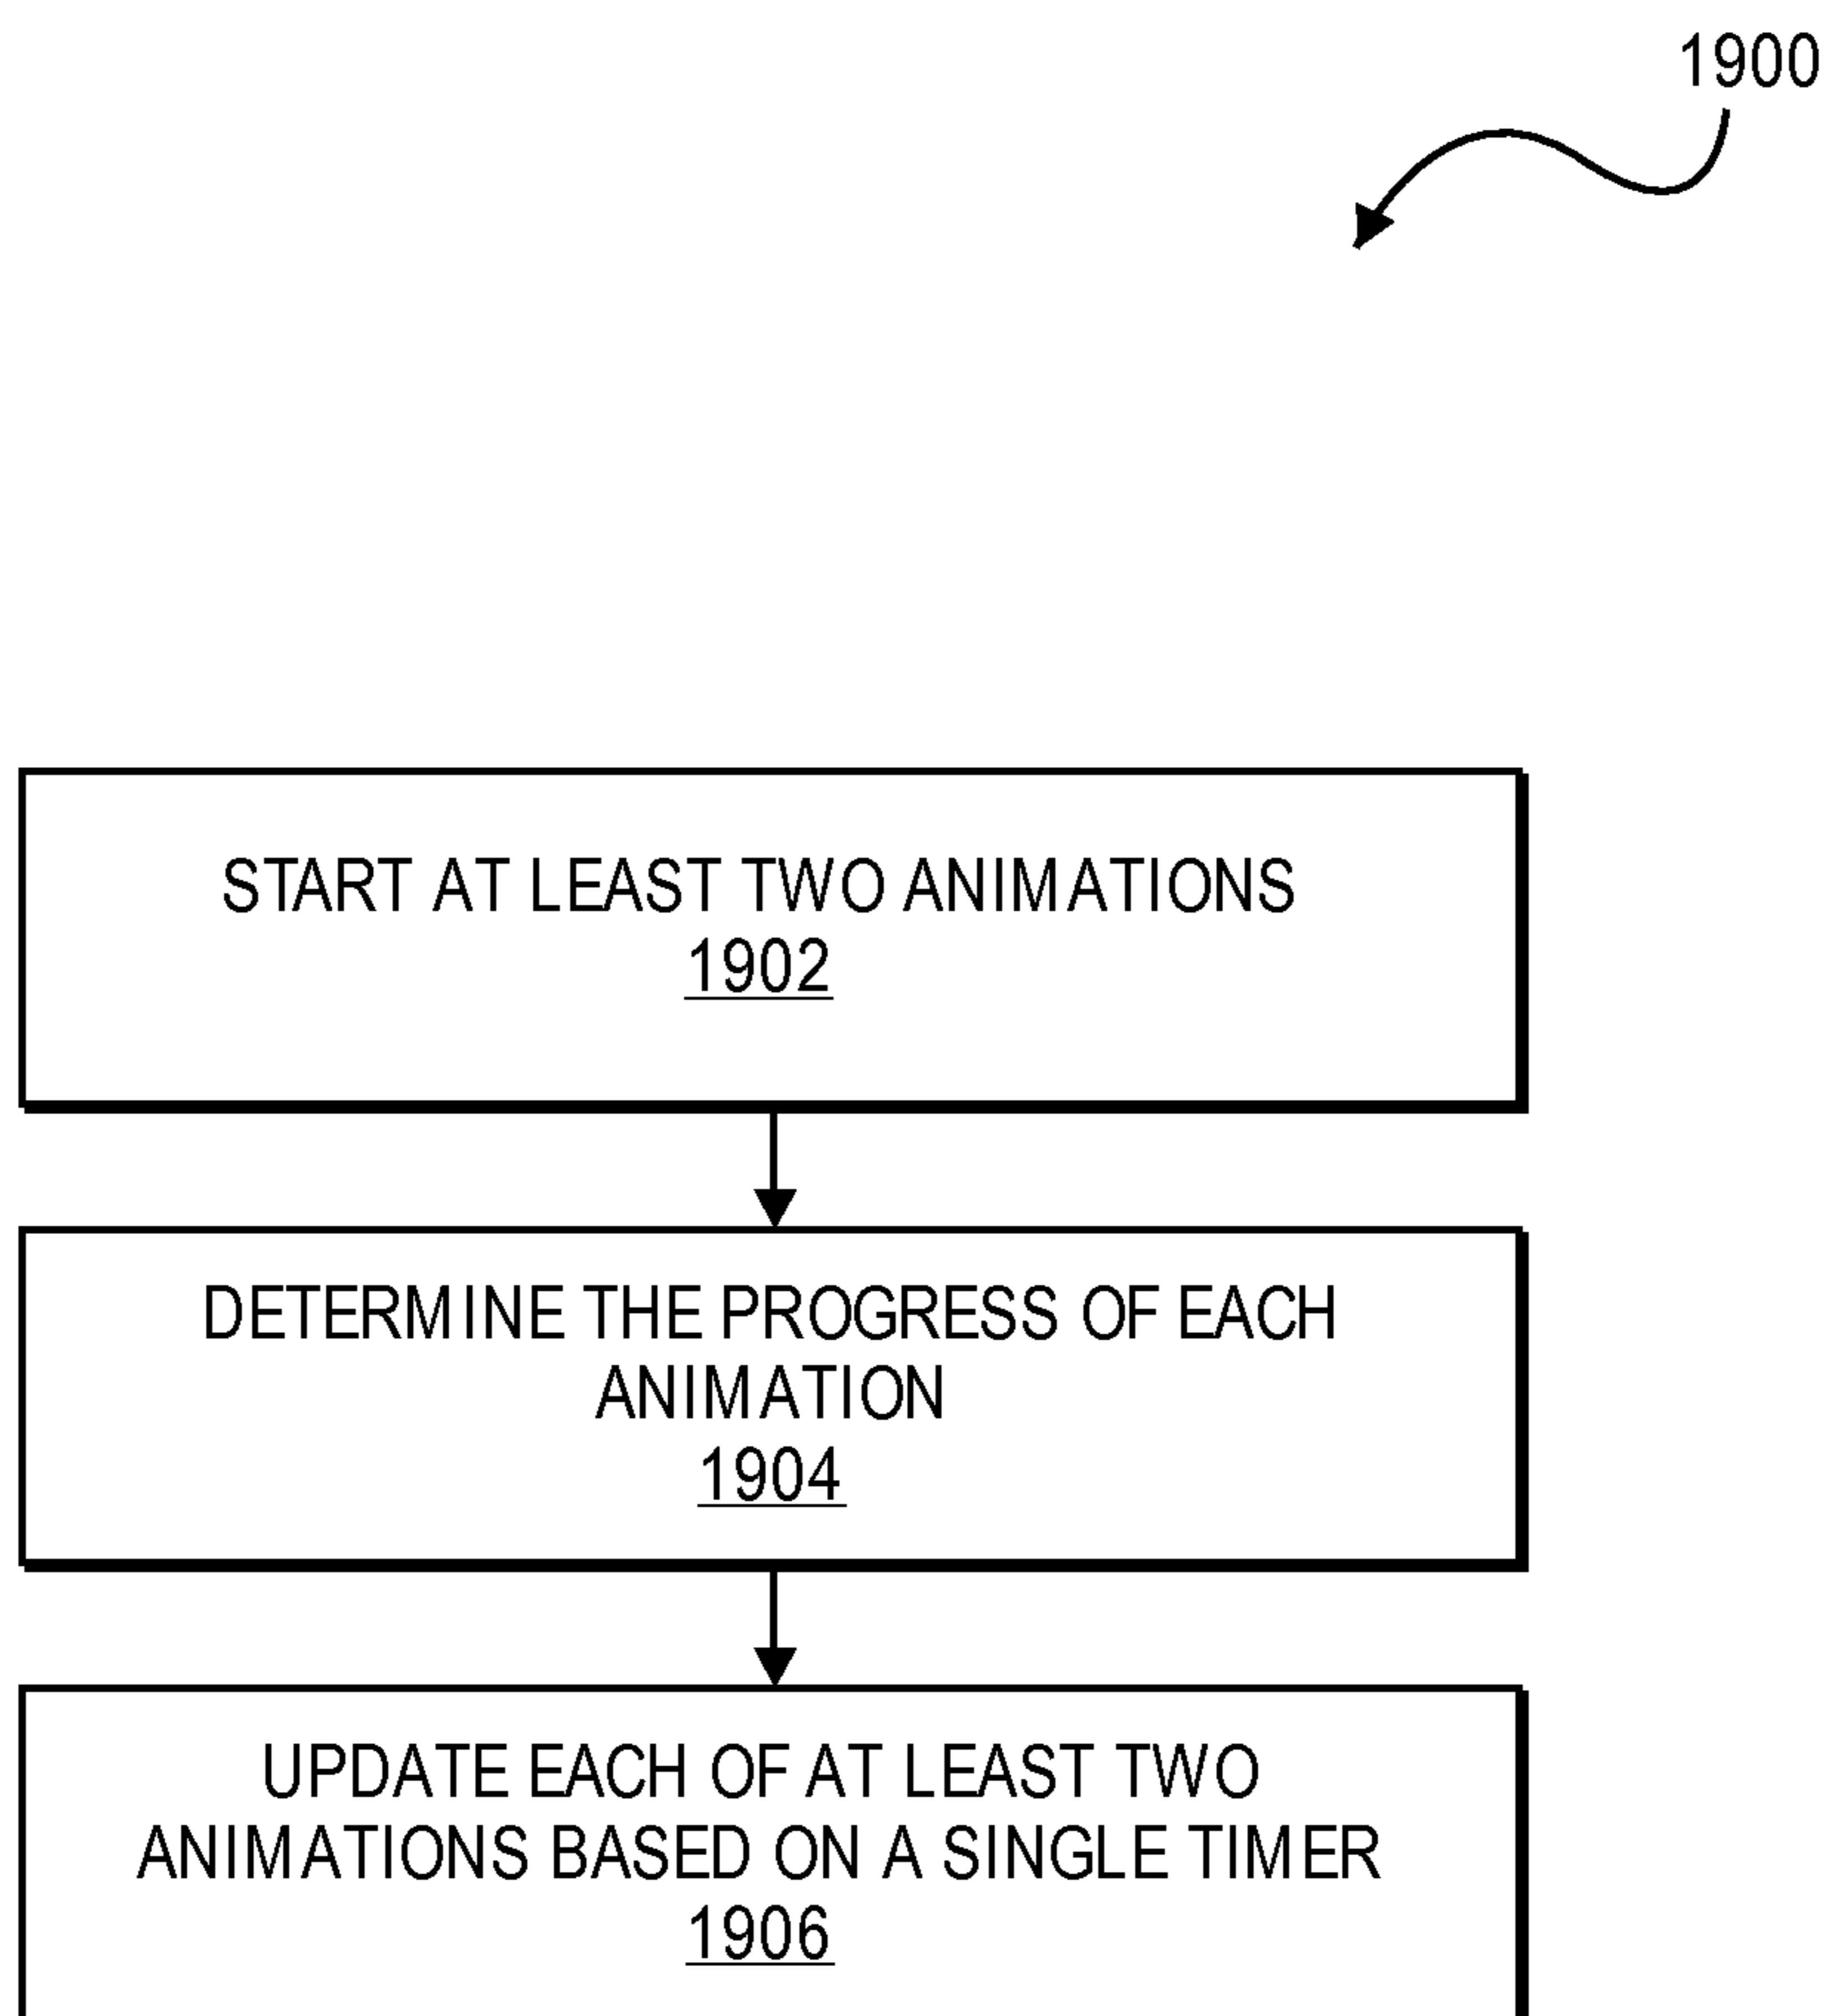 1900
START AT LEAST TWO ANIMATIONS
1902
DETERMINE THE PROGRESS OF EACH
ANIMATION
1904
UPDATE EACH OF AT LEAST TWO
ANIMATIONS BASED ON A SINGLE TIMER
1906